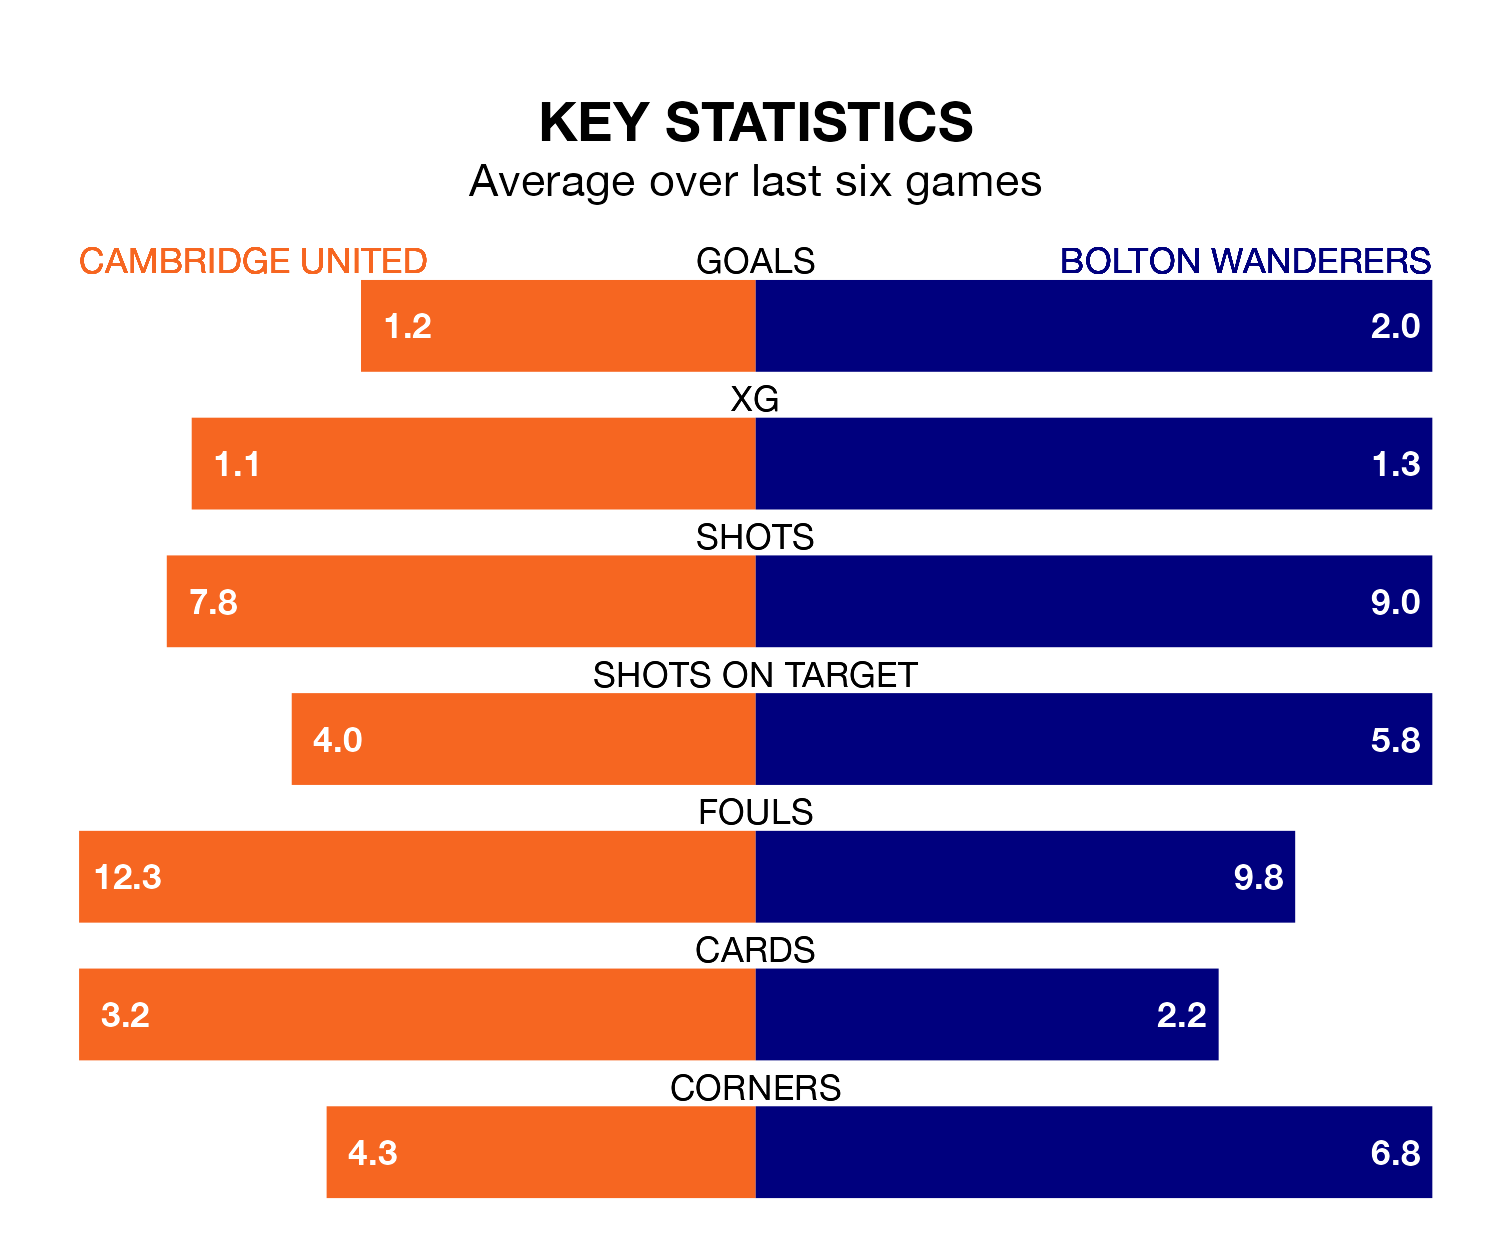 KEY STATISTICS
Average over last six games
CAMBRIDGE UNITED GOALS BOLTON WANDERERS
1.2 2.0
XG
1.1 1.3
SHOTS
7.8 9.0
SHOTS ON TARGET
4.0 5.8
FOULS
12.3 9.8
CARDS
3.2 2.2
CORNERS
4.3 6.8